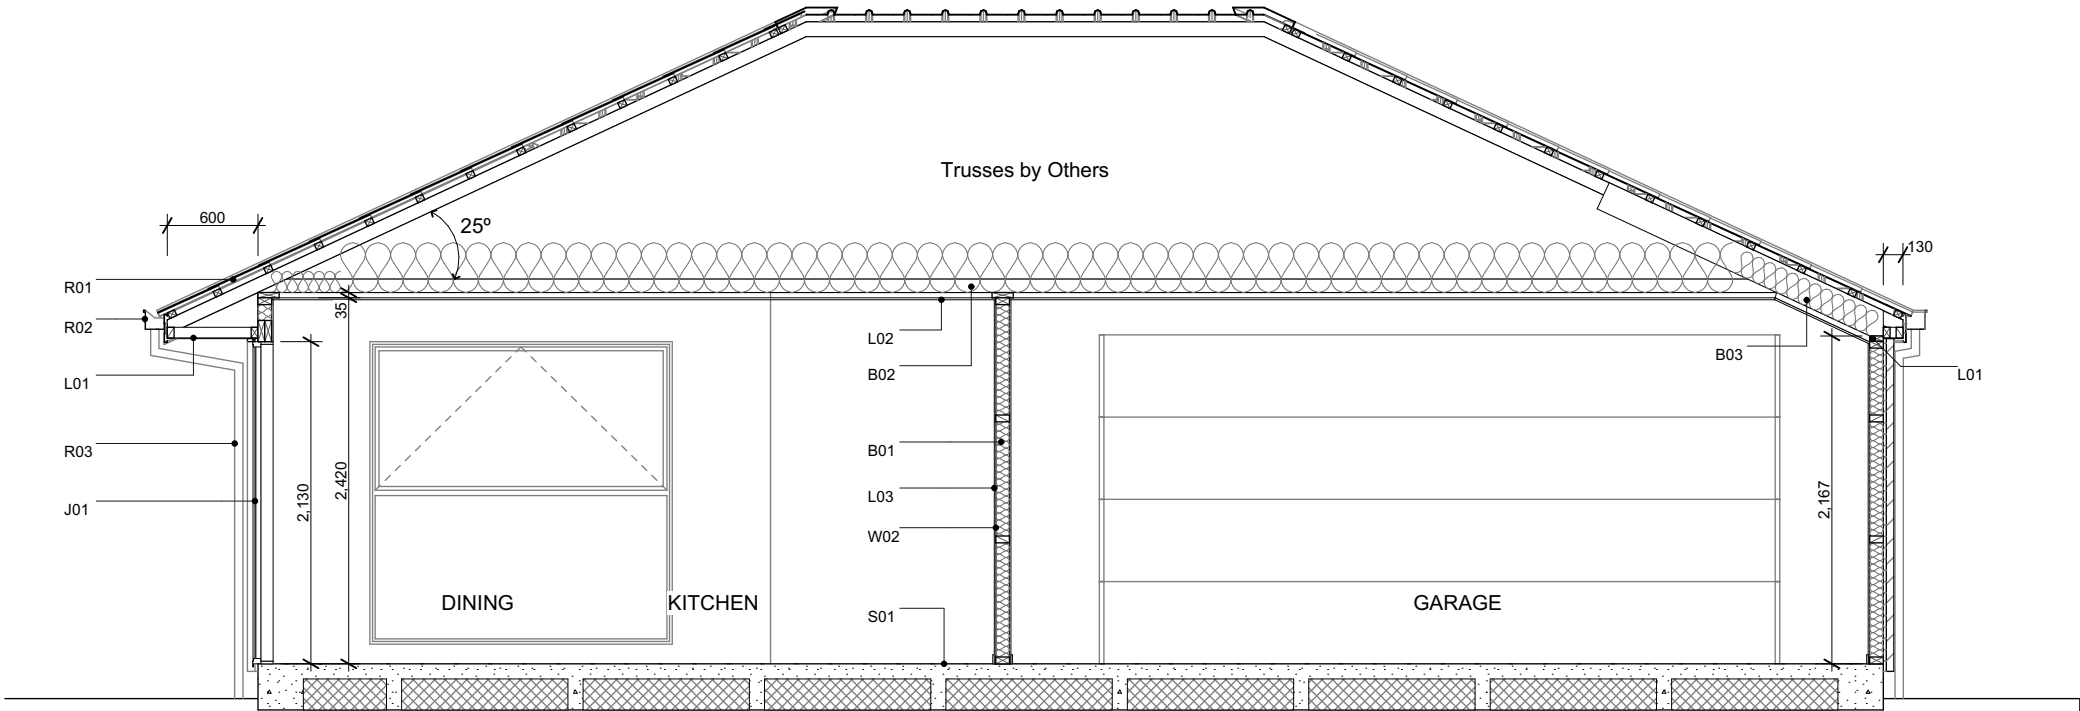 Trusses by Others
600
25º
130
R01
R02
35
L02
L01
B02
B03
L01
R03
B01
2,420
2,130
L03
2,167
J01
W02
DINING
KITCHEN
GARAGE
S01